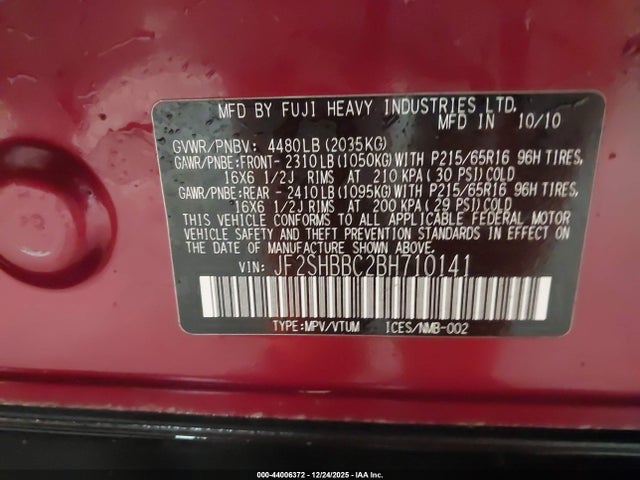 MFD BY FUJI HEAVY INDUSTRIES LTD.
MFD IN 10/10
GVWR/PNBV: 4480LB(2035KG)
GAWR/PNBE:FRONT- 2310LB(1050KG)WITH P215/65R16 96H TIRES,
16X6 1/2J RIMS AT 210 KPA( 30 PSI)COLD
GAWR/PNBE:REAR - 2410LB(1095KG)WITH P215/65R16 96H TIRES,
16X6 1/2J RIMS AT 200 KPA( 29 PSI)COLD
THIS VEHICLE CONFORMS TO ALL APPLICABLE FEDERAL MOTOR
VEHICLE SAFETY AND THEFT PREVENTION STANDARDS IN EFFECT
ON THE DATE OF MANUFACTURE SHOWN ABOVE.
VIN: JF2SHBBC2BH710141
TYPE:MPV/VTUM ICES/NMB-002
000-44006372 - 12/24/2025 - IAA Inc.